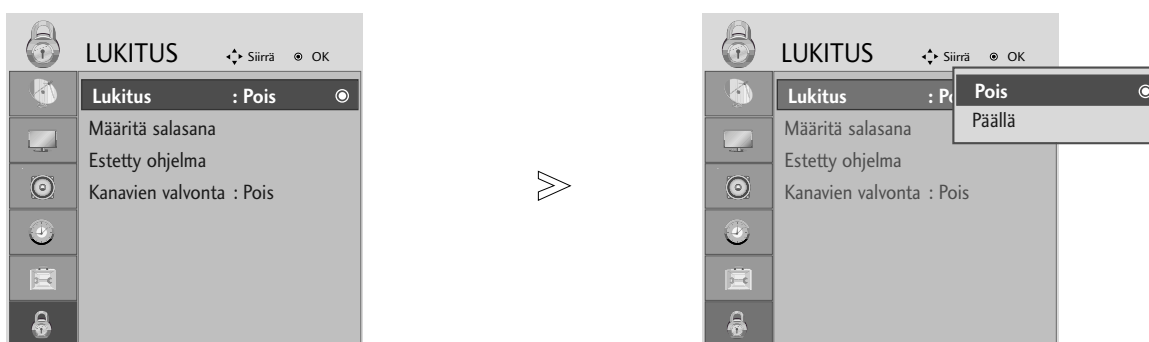 LUKITUS Siirrä OK
Lukitus : Pois
Määritä salasana
Estetty ohjelma
Kanavien valvonta : Pois
LUKITUS Siirrä OK
Lukitus : Po
Pois
Päällä
Määritä salasana
Estetty ohjelma
Kanavien valvonta : Pois